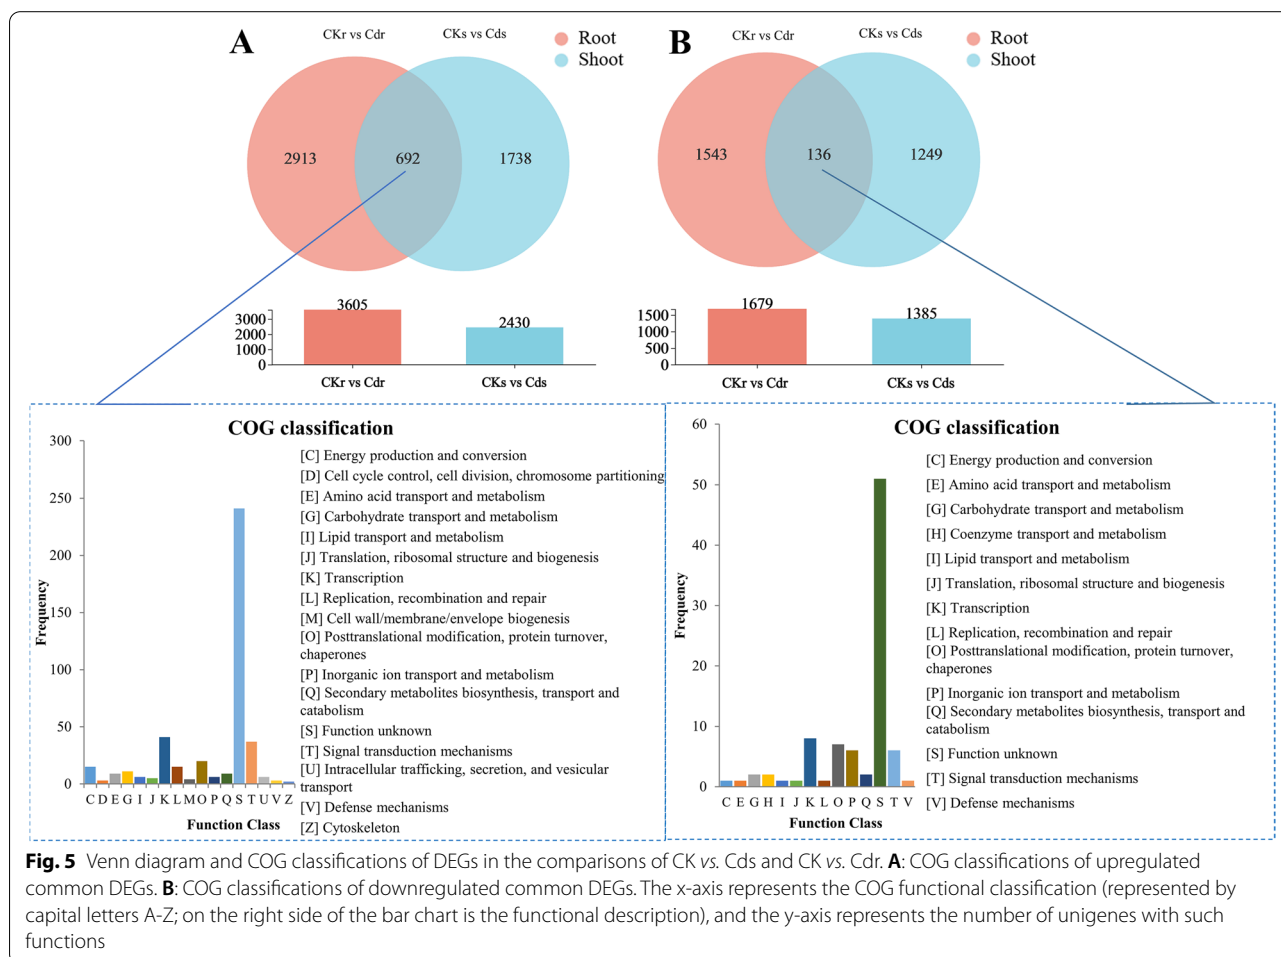 A
CKr vs Cdr
CKs vs Cds
Root
Shoot
2913
692
1738
B
CKr vs Cdr
CKs vs Cds
Root
Shoot
1543
136
1249
3605
2430
3000
2000
1000
0
CKr vs Cdr
CKs vs Cds
1679
1385
1500
1000
500
0
CKr vs Cdr
CKs vs Cds
COG classification
300
250
200
150
100
50
0
Frequency
C D E G I J K L M O P Q S T U V Z
Function Class
[C] Energy production and conversion
[D] Cell cycle control, cell division, chromosome partitioning
[E] Amino acid transport and metabolism
[G] Carbohydrate transport and metabolism
[I] Lipid transport and metabolism
[J] Translation, ribosomal structure and biogenesis
[K] Transcription
[L] Replication, recombination and repair
[M] Cell wall/membrane/envelope biogenesis
[O] Posttranslational modification, protein turnover,
chaperones
[P] Inorganic ion transport and metabolism
[Q] Secondary metabolites biosynthesis, transport and
catabolism
[S] Function unknown
[T] Signal transduction mechanisms
[U] Intracellular trafficking, secretion, and vesicular
transport
[V] Defense mechanisms
[Z] Cytoskeleton
COG classification
60
50
40
30
20
10
0
Frequency
C E G H I J K L O P Q S T V
Function Class
[C] Energy production and conversion
[E] Amino acid transport and metabolism
[G] Carbohydrate transport and metabolism
[H] Coenzyme transport and metabolism
[I] Lipid transport and metabolism
[J] Translation, ribosomal structure and biogenesis
[K] Transcription
[L] Replication, recombination and repair
[O] Posttranslational modification, protein turnover,
chaperones
[P] Inorganic ion transport and metabolism
[Q] Secondary metabolites biosynthesis, transport and
catabolism
[S] Function unknown
[T] Signal transduction mechanisms
[V] Defense mechanisms
Fig. 5 Venn diagram and COG classifications of DEGs in the comparisons of CK vs. Cds and CK vs. Cdr. A: COG classifications of upregulated
common DEGs. B: COG classifications of downregulated common DEGs. The x-axis represents the COG functional classification (represented by
capital letters A-Z; on the right side of the bar chart is the functional description), and the y-axis represents the number of unigenes with such
functions